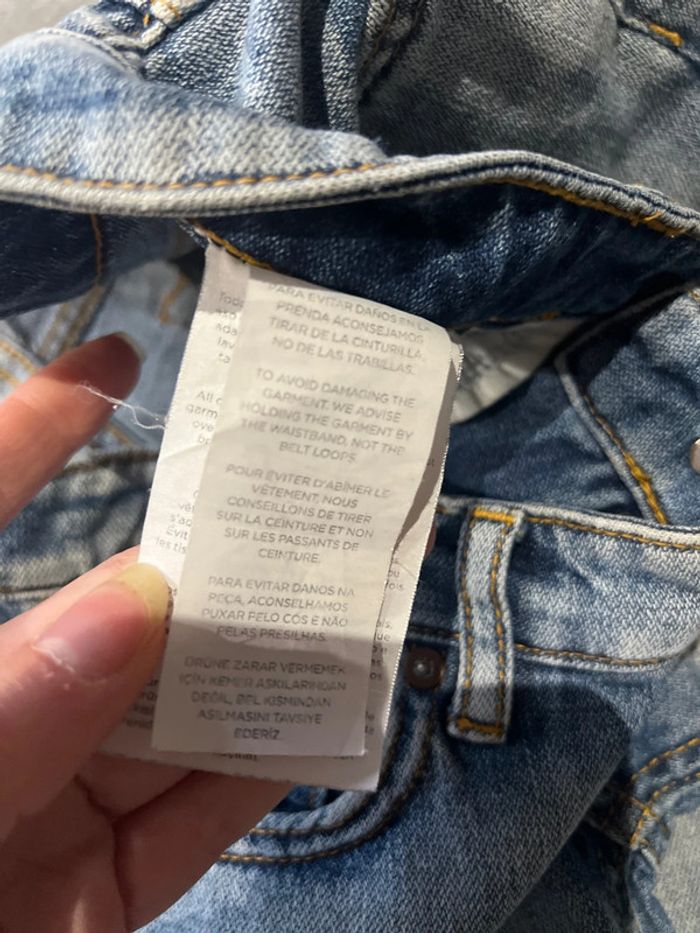 PARA EVITAR DAÑOS EN LA
PRENDA ACONSEJAMOS
TIRAR DE LA CINTURILLA,
NO DE LAS TRABILLAS.
TO AVOID DAMAGING THE
GARMENT, WE ADVISE
HOLDING THE GARMENT BY
THE WAISTBAND, NOT THE
BELT LOOPS.
POUR ÉVITER D'ABÎMER LE
VÊTEMENT, NOUS
CONSEILLONS DE TIRER
SUR LA CEINTURE ET NON
SUR LES PASSANTS DE
CEINTURE.
PARA EVITAR DANOS NA
PEÇA, ACONSELHAMOS
PUXAR PELO CÓS E NÃO
PELAS PRESILHAS.
ÜRÜNE ZARAR VERMEMEK
İÇİN KEMER ASKILARINDAN
DEĞİL, BEL KISMINDAN
ASILMASINI TAVSİYE
EDERİZ.